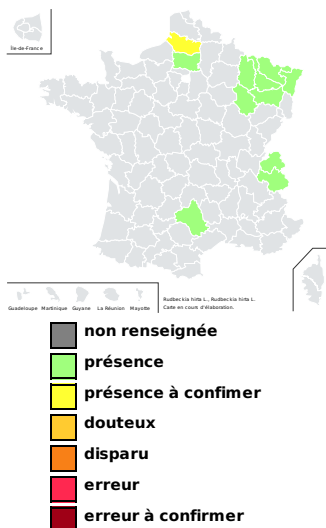 Île-de-France
Guadeloupe Martinique Guyane La Réunion Mayotte
Rudbeckia hirta L., Rudbeckia hirta L.
Carte en cours d'élaboration.
non renseignée
présence
présence à confimer
douteux
disparu
erreur
erreur à confirmer